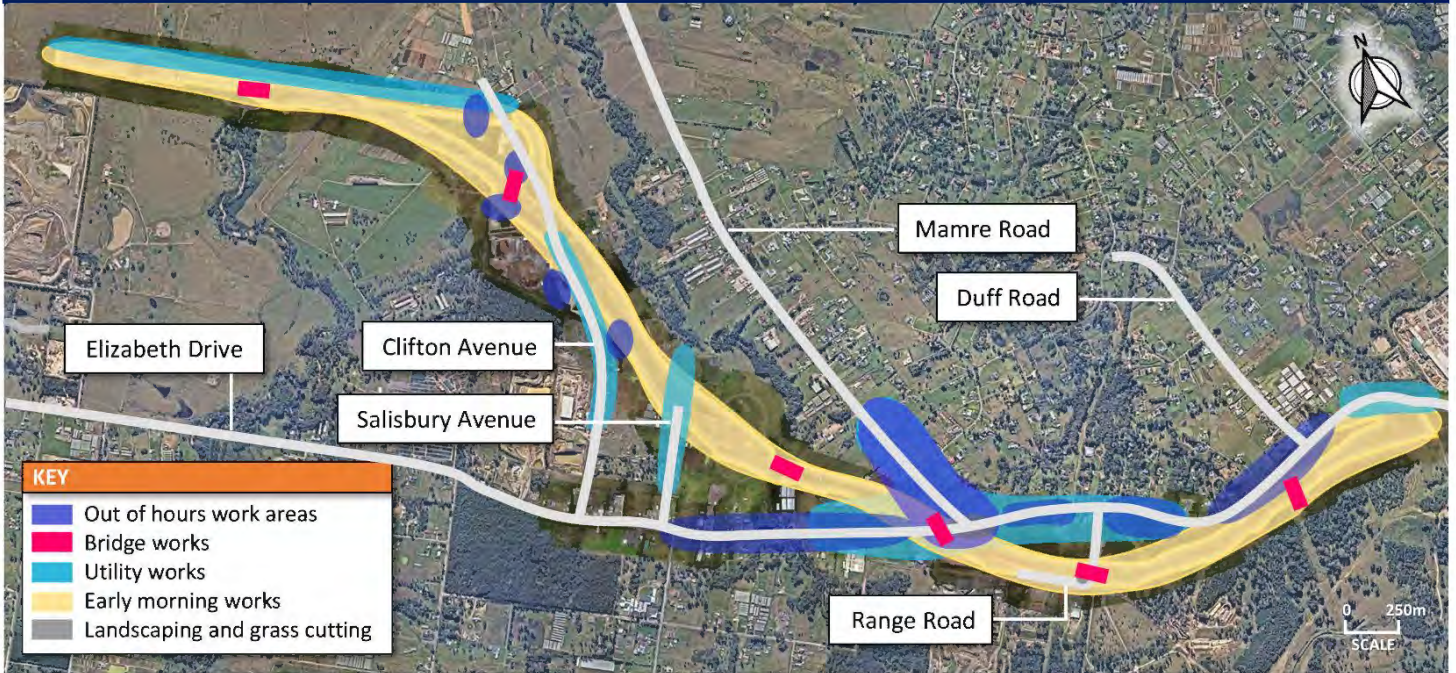 N
Mamre Road
Duff Road
Elizabeth Drive
Clifton Avenue
Salisbury Avenue
KEY
Out of hours work areas
Bridge works
Utility works
Early morning works
Landscaping and grass cutting
Range Road
0 250m
SCALE